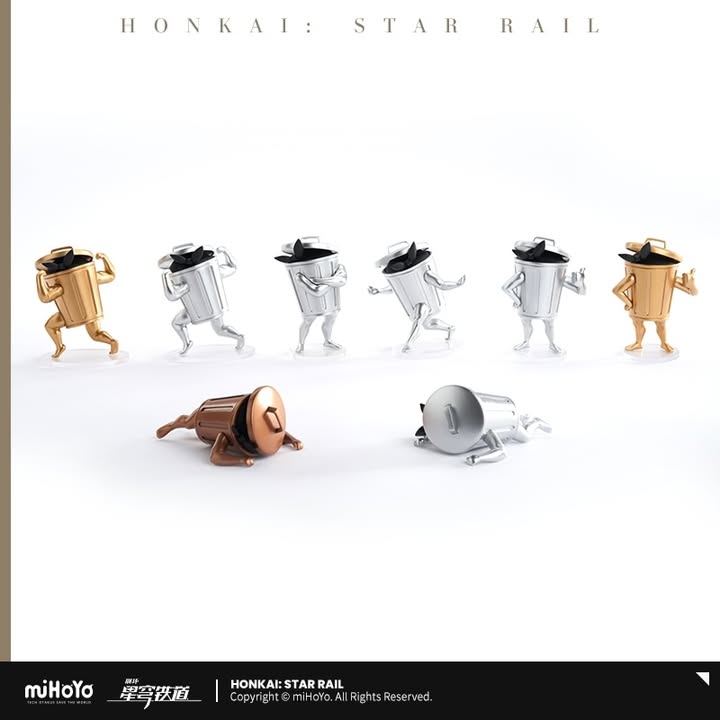 HONKAI: STAR RAIL
miHoYo
TECH OTAKUS SAVE THE WORLD
崩坏
星穹铁道
HONKAI: STAR RAIL
Copyright © miHoYo. All Rights Reserved.